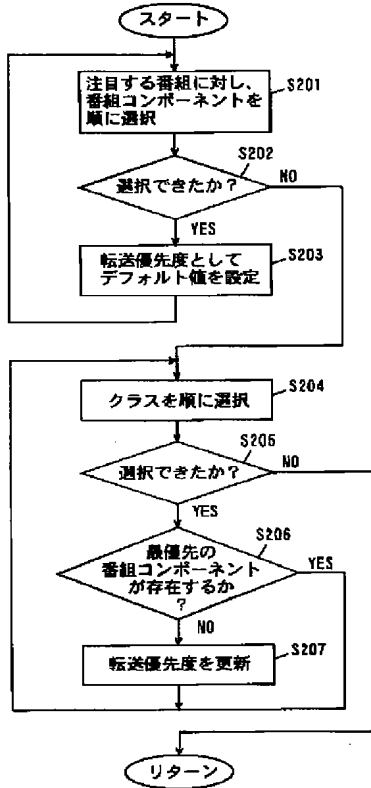 スタート
注目する番組に対し、
番組コンポーネントを
順に選択
S201
S202
選択できたか？
NO
YES
転送優先度として
デフォルト値を設定
S203
クラスを順に選択
S204
S205
選択できたか？
NO
YES
S206
最優先の
番組コンポーネント
が存在するか
？
YES
NO
転送優先度を更新
S207
リターン